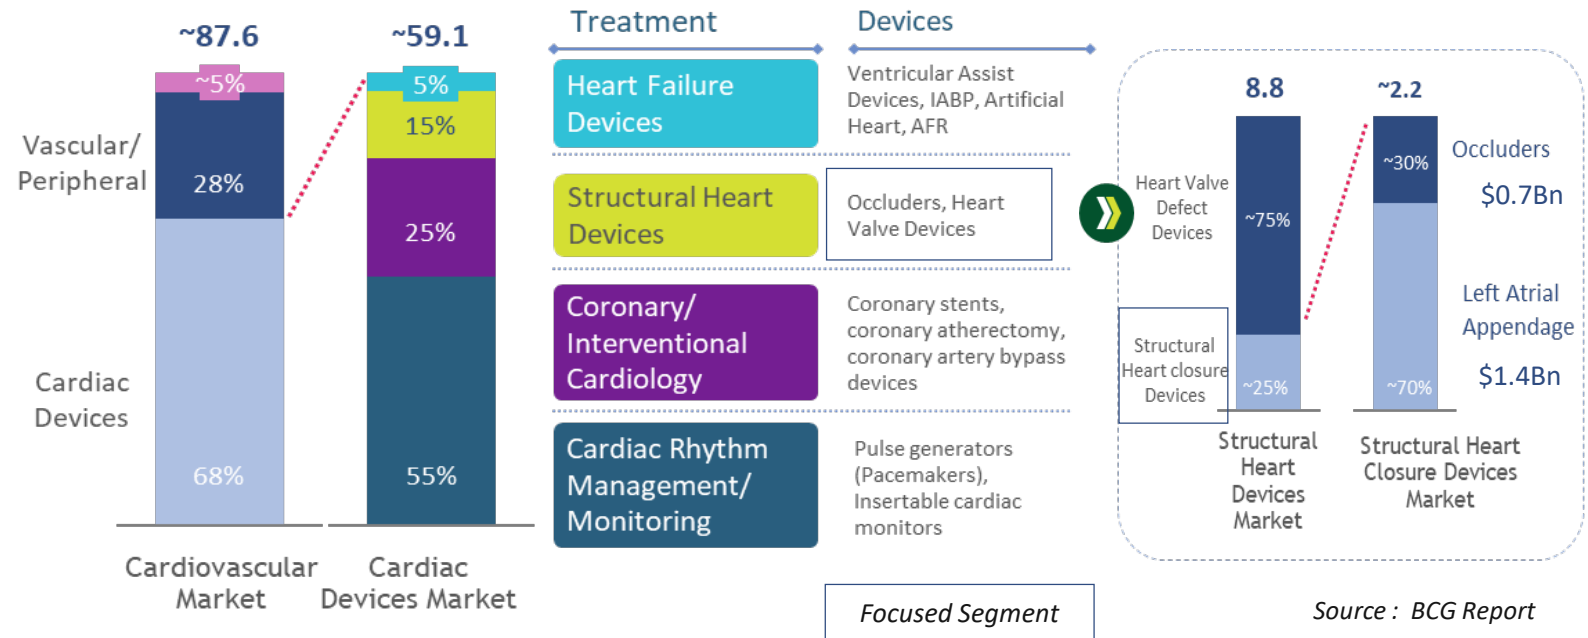 ~87.6
~5%
28%
68%
Vascular/
Peripheral
Cardiac
Devices
Cardiovascular
Market
~59.1
5%
15%
25%
55%
Cardiac
Devices Market
Treatment
Devices
Heart Failure
Devices
Ventricular Assist
Devices, IABP, Artificial
Heart, AFR
Structural Heart
Devices
Occluders, Heart
Valve Devices
Coronary/
Interventional
Cardiology
Coronary stents,
coronary atherectomy,
coronary artery bypass
devices
Cardiac Rhythm
Management/
Monitoring
Pulse generators
(Pacemakers),
Insertable cardiac
monitors
8.8
Heart Valve
Defect
Devices
~75%
Structural
Heart closure
Devices
~25%
Structural
Heart
Devices
Market
~2.2
~30%
Occluders
$0.7Bn
~70%
Left Atrial
Appendage
$1.4Bn
Structural Heart
Closure Devices
Market
Focused Segment
Source : BCG Report